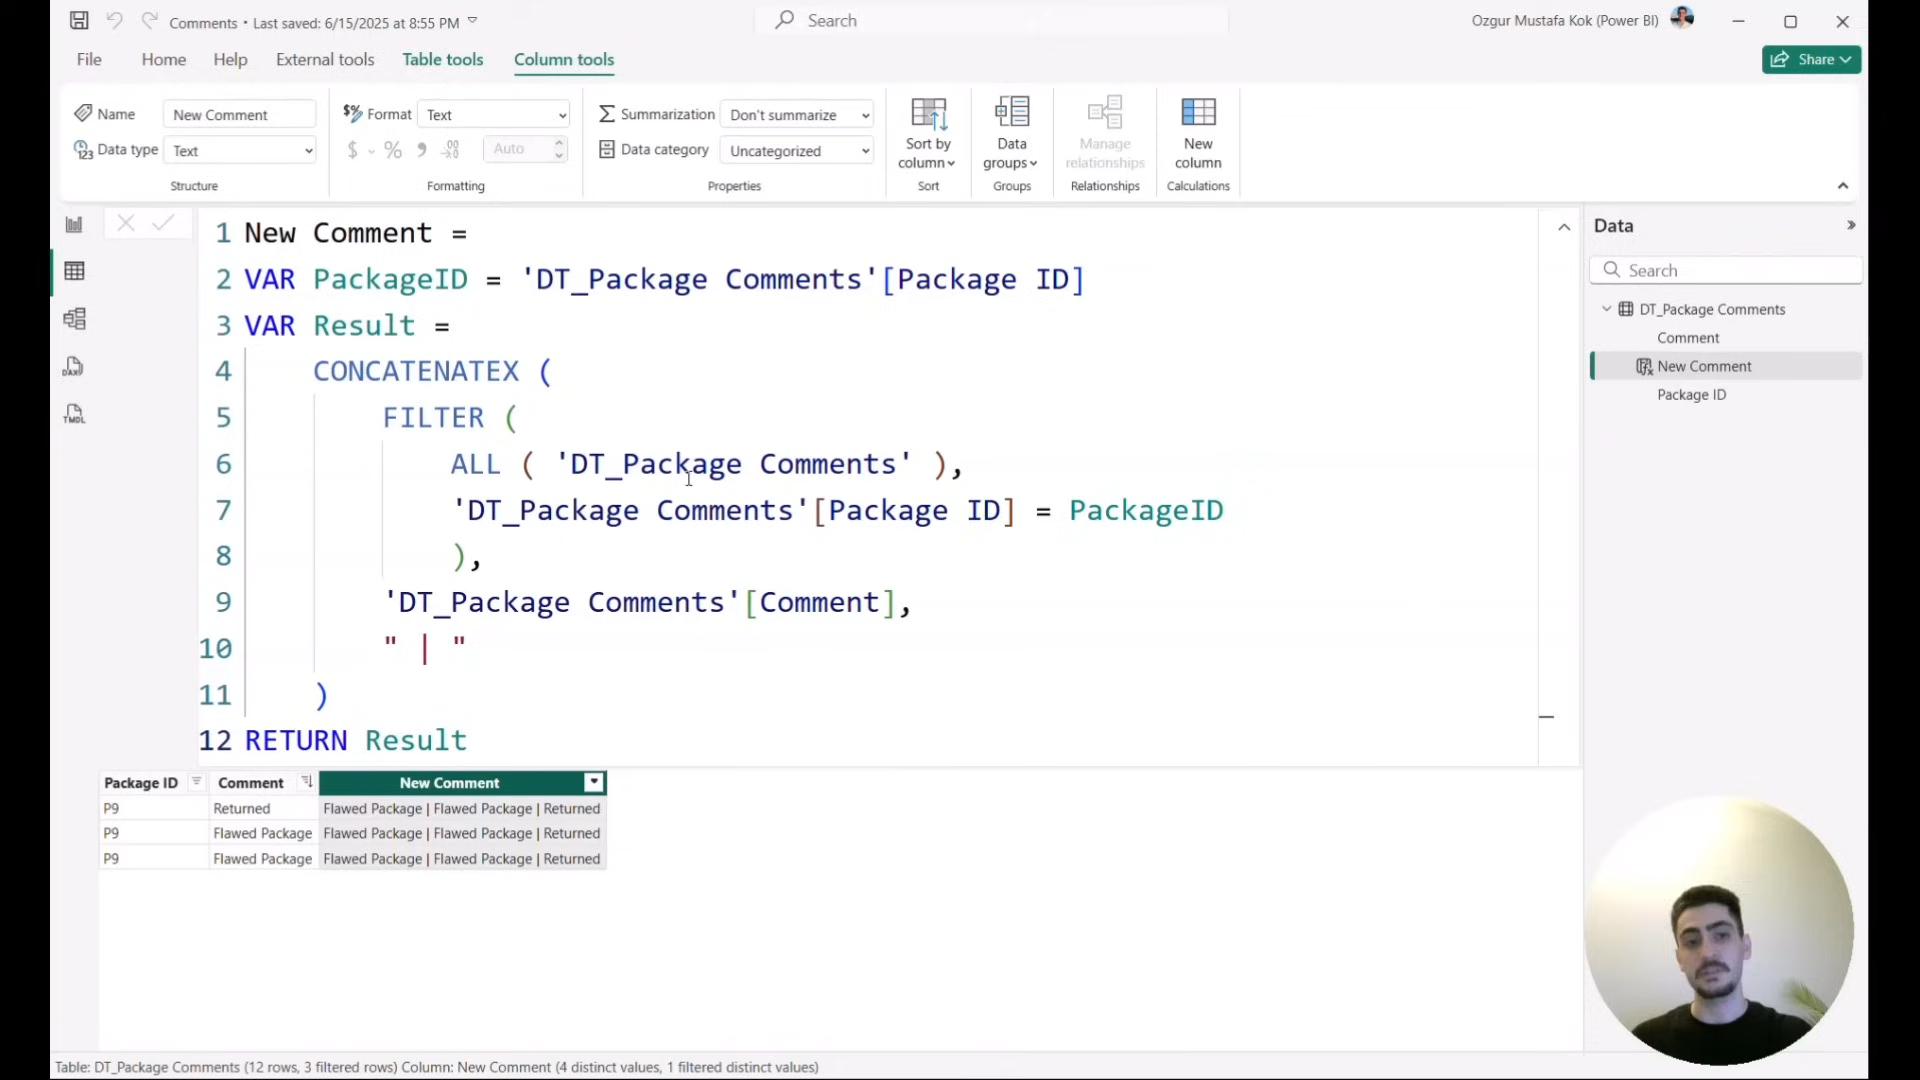 Comments • Last saved: 6/15/2025 at 8:55 PM
Search
Ozgur Mustafa Kok (Power BI)
File
Home
Help
External tools
Table tools
Column tools
Share
Name
New Comment
Data type
Text
Structure
Format
Text
$ % 9 .00
Auto
Formatting
Summarization
Don't summarize
Data category
Uncategorized
Properties
Sort by
column
Sort
Data
groups
Groups
Manage
relationships
Relationships
New
column
Calculations
1 New Comment =
2 VAR PackageID = 'DT_Package Comments'[Package ID]
3 VAR Result =
4 CONCATENATEX (
5 FILTER (
6 ALL ( 'DT_Package Comments' ),
7 'DT_Package Comments'[Package ID] = PackageID
8 ),
9 'DT_Package Comments'[Comment],
10 " | "
11 )
12 RETURN Result
Package ID Comment New Comment
P9 Returned Flawed Package | Flawed Package | Returned
P9 Flawed Package Flawed Package | Flawed Package | Returned
P9 Flawed Package Flawed Package | Flawed Package | Returned
Data
Search
DT_Package Comments
Comment
New Comment
Package ID
Table: DT_Package Comments (12 rows, 3 filtered rows) Column: New Comment (4 distinct values, 1 filtered distinct values)